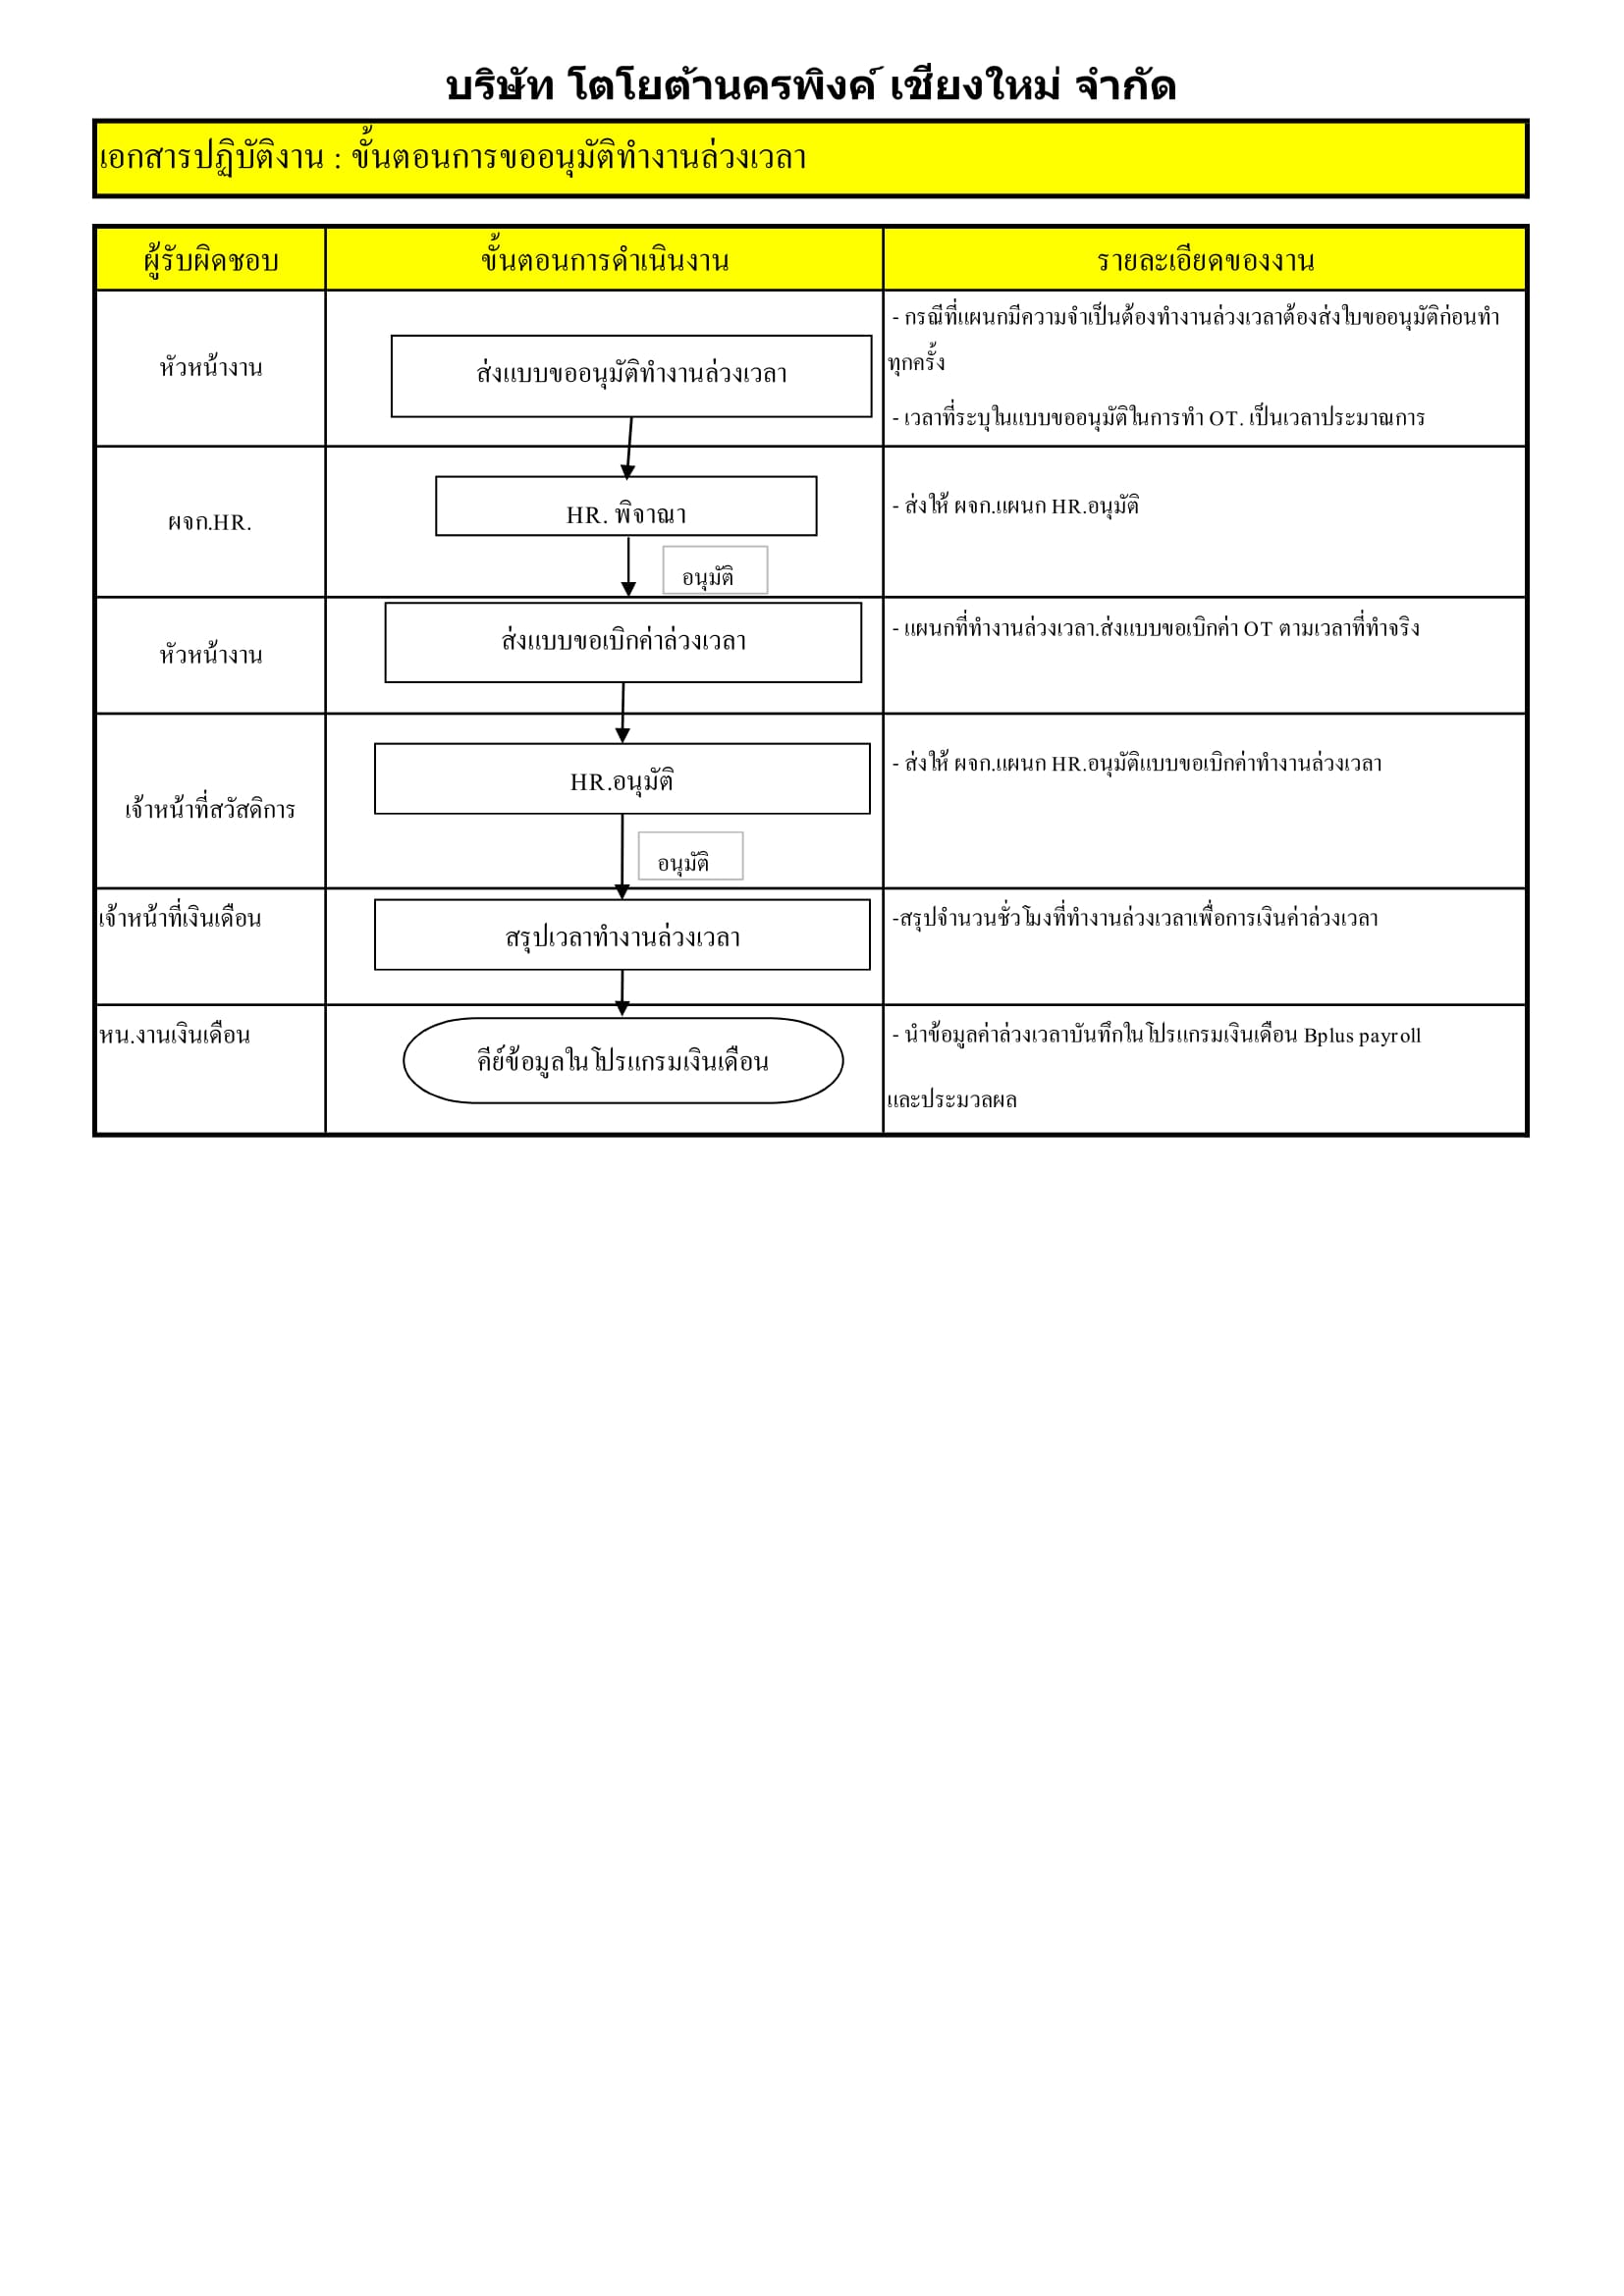 บริษัท โตโยต้านครพิงค์ เชียงใหม่ จำกัด
เอกสารปฏิบัติงาน : ขั้นตอนการขออนุมัติทำงานล่วงเวลา
ผู้รับผิดชอบ
ขั้นตอนการดำเนินงาน
รายละเอียดของงาน
หัวหน้างาน
ส่งแบบขออนุมัติทำงานล่วงเวลา
- กรณีที่แผนกมีความจำเป็นต้องทำงานล่วงเวลาต้องส่งใบขออนุมัติก่อนทำ
ทุกครั้ง
- เวลาที่ระบุในแบบขออนุมัติในการทำ OT. เป็นเวลาประมาณการ
ผจก.HR.
HR. พิจาณา
- ส่งให้ ผจก.แผนก HR.อนุมัติ
อนุมัติ
หัวหน้างาน
ส่งแบบขอเบิกค่าล่วงเวลา
- แผนกที่ทำงานล่วงเวลา.ส่งแบบขอเบิกค่า OT ตามเวลาที่ทำจริง
เจ้าหน้าที่สวัสดิการ
HR.อนุมัติ
- ส่งให้ ผจก.แผนก HR.อนุมัติแบบขอเบิกค่าทำงานล่วงเวลา
อนุมัติ
เจ้าหน้าที่เงินเดือน
สรุปเวลาทำงานล่วงเวลา
-สรุปจำนวนชั่วโมงที่ทำงานล่วงเวลาเพื่อการเงินค่าล่วงเวลา
หน.งานเงินเดือน
คีย์ข้อมูลในโปรแกรมเงินเดือน
- นำข้อมูลค่าล่วงเวลาบันทึกในโปรแกรมเงินเดือน Bplus payroll
และประมวลผล